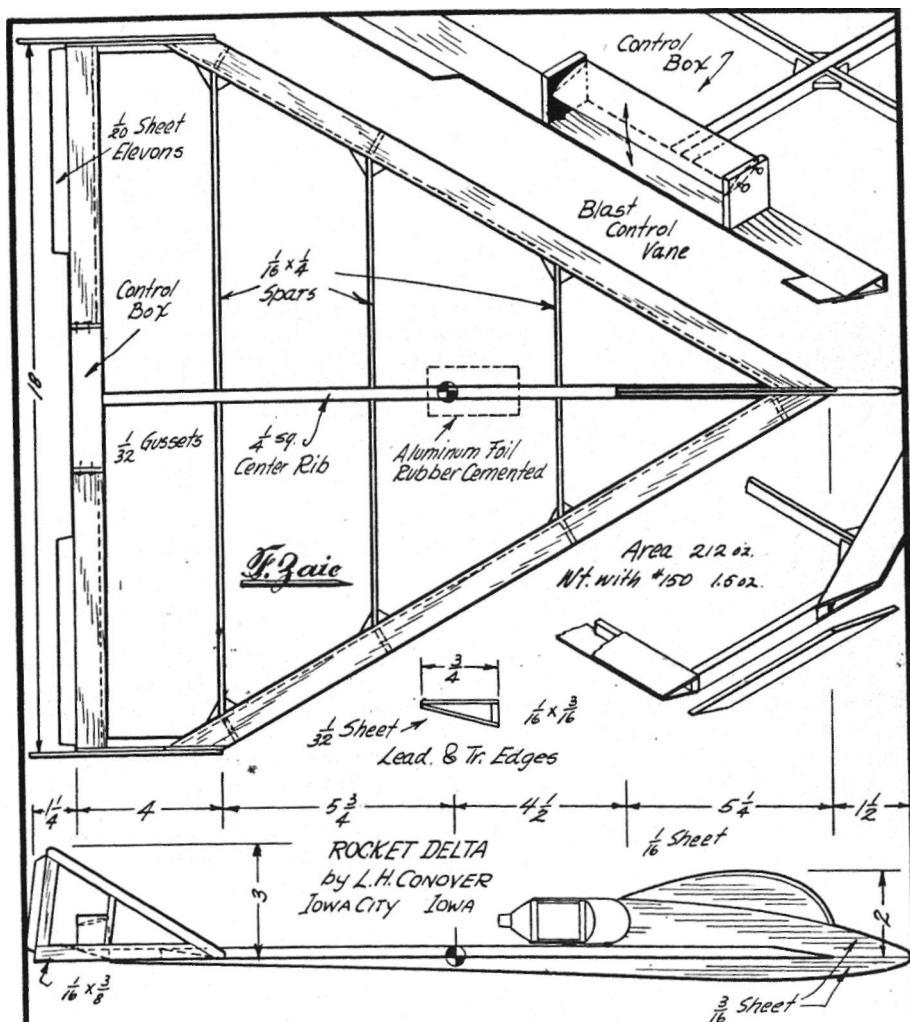 Control
Box
1/20 Sheet
Elevons
Blast
Control
Vane
1/16 x 1/4
Spars
Control
Box
18
1/32 Gussets
1/4 sq.
Center Rib
Aluminum Foil
Rubber Cemented
F. Zaic
Area 212 oz.
Wt. with #150 1.5 oz.
3/4
1/32 Sheet
1/16 x 3/16
Lead. & Tr. Edges
1 1/4
4
5 3/4
4 1/2
5 1/4
1 1/2
1/16 Sheet
ROCKET DELTA
by L.H. CONOVER
IOWA CITY IOWA
3
2
1/16 x 3/8
3/16 Sheet